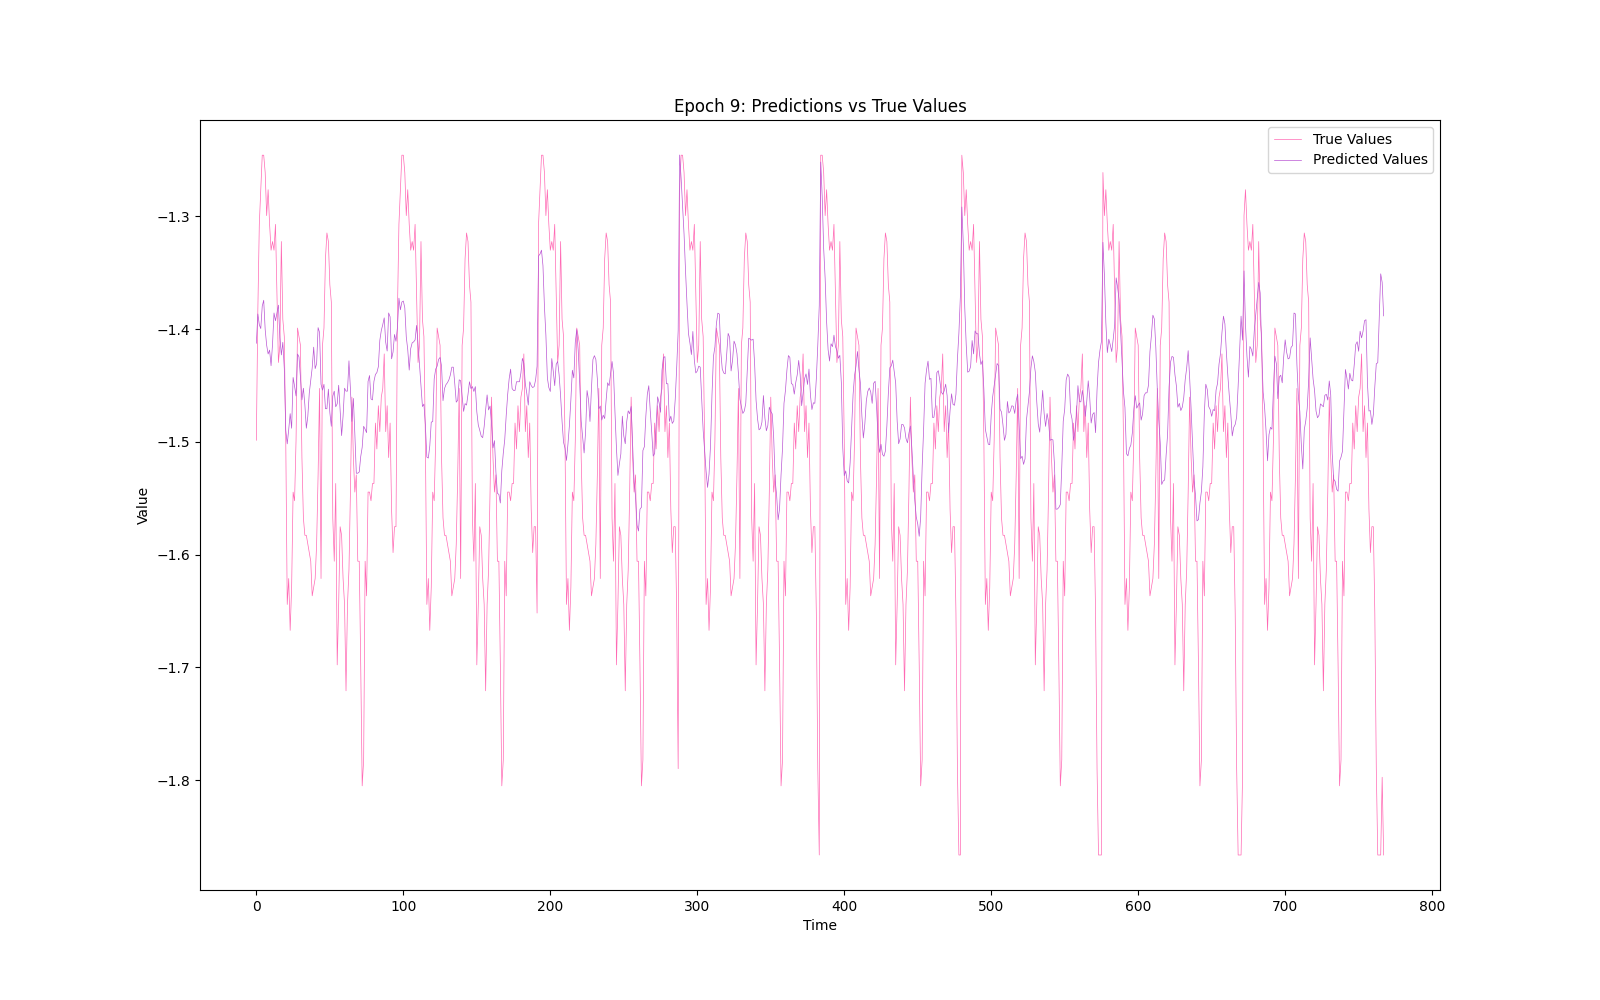 Epoch 9: Predictions vs True Values
True Values
Predicted Values
−1.3
−1.4
−1.5
−1.6
−1.7
−1.8
Value
0 100 200 300 400 500 600 700 800
Time